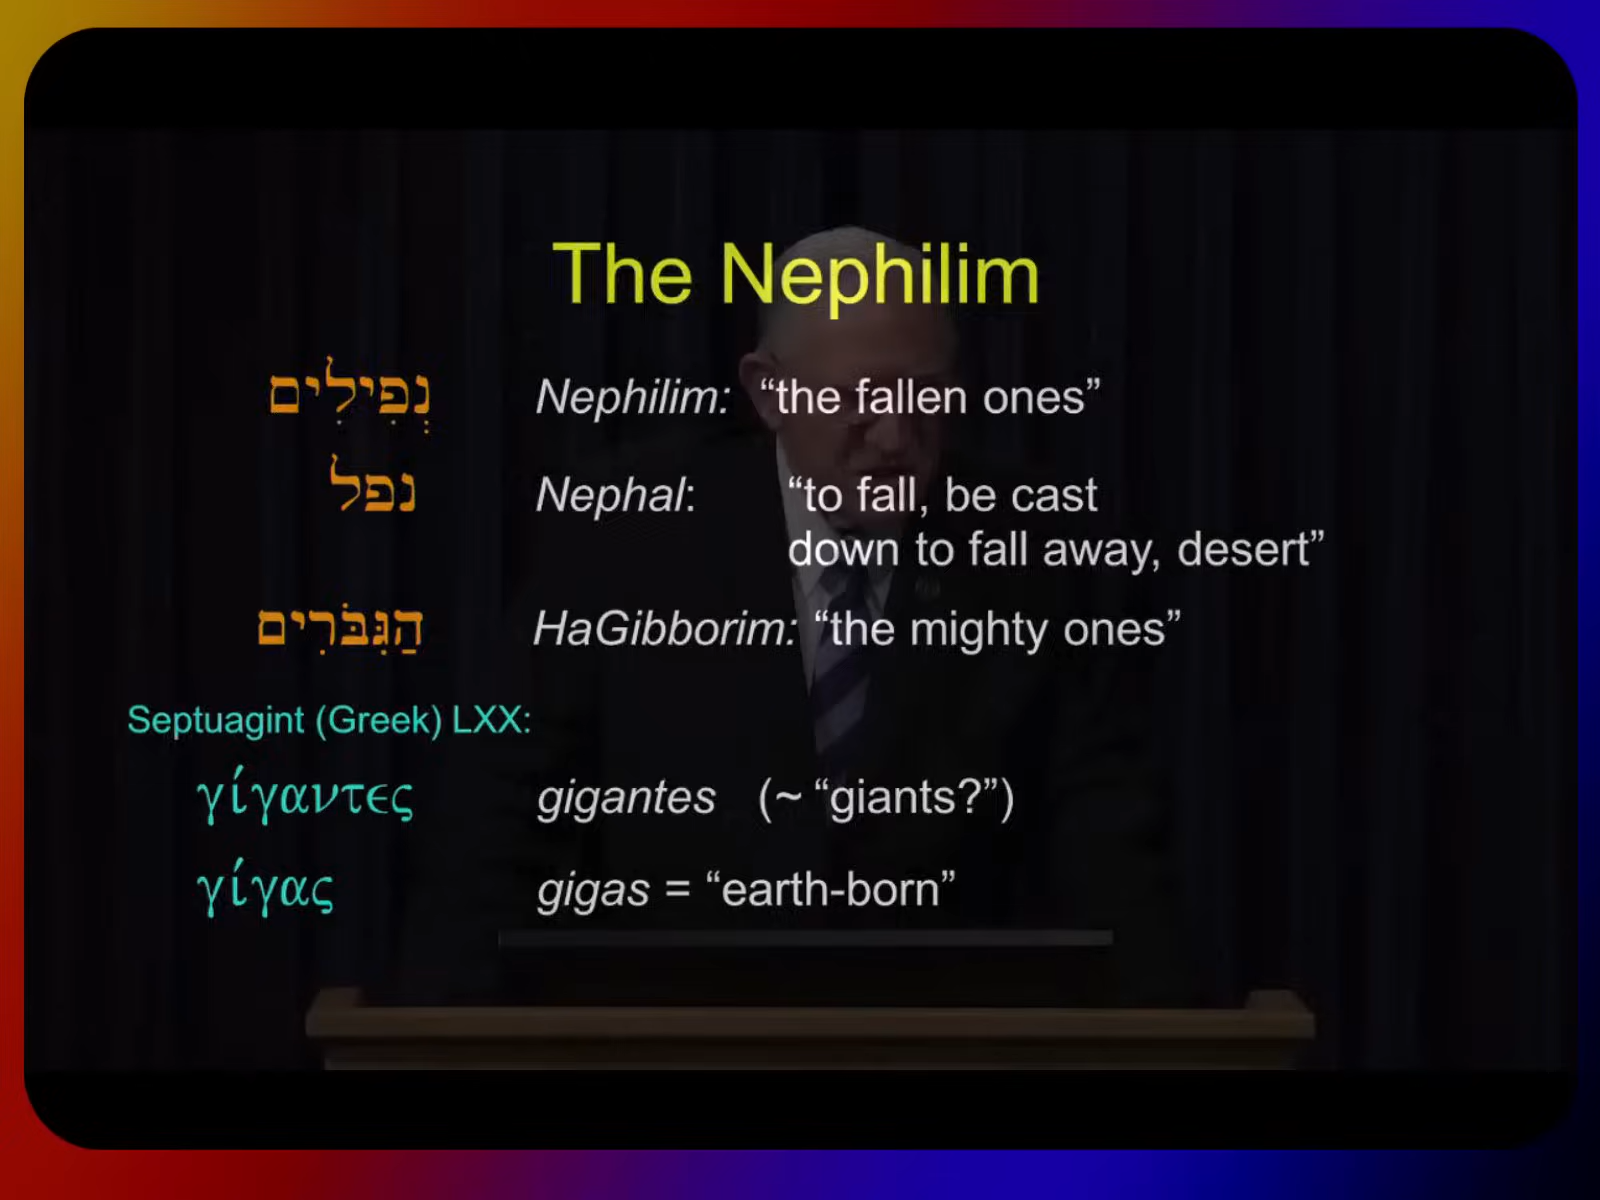 The Nephilim
נְפִילִים Nephilim: “the fallen ones”
נפל Nephal: “to fall, be cast
down to fall away, desert”
הַגִּבֹּרִים HaGibborim: “the mighty ones”
Septuagint (Greek) LXX:
γίγαντες gigantes (~ “giants?”)
γίγας gigas = “earth-born”